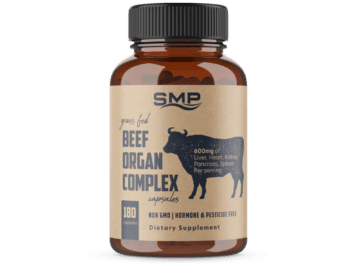 SMP
grass fed
BEEF
ORGAN
COMPLEX
capsules
600mg of
Liver, Heart, Kidney,
Pancreas, Spleen
Per serving.
180
NON GMO | HORMONE & PESTICIDE FREE
Dietary Supplement